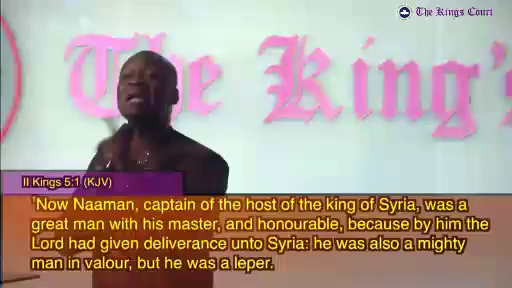 The Kings Court
The King's
II Kings 5:1 (KJV)
'Now Naaman, captain of the host of the king of Syria, was a
great man with his master, and honourable, because by him the
Lord had given deliverance unto Syria: he was also a mighty
man in valour, but he was a leper.